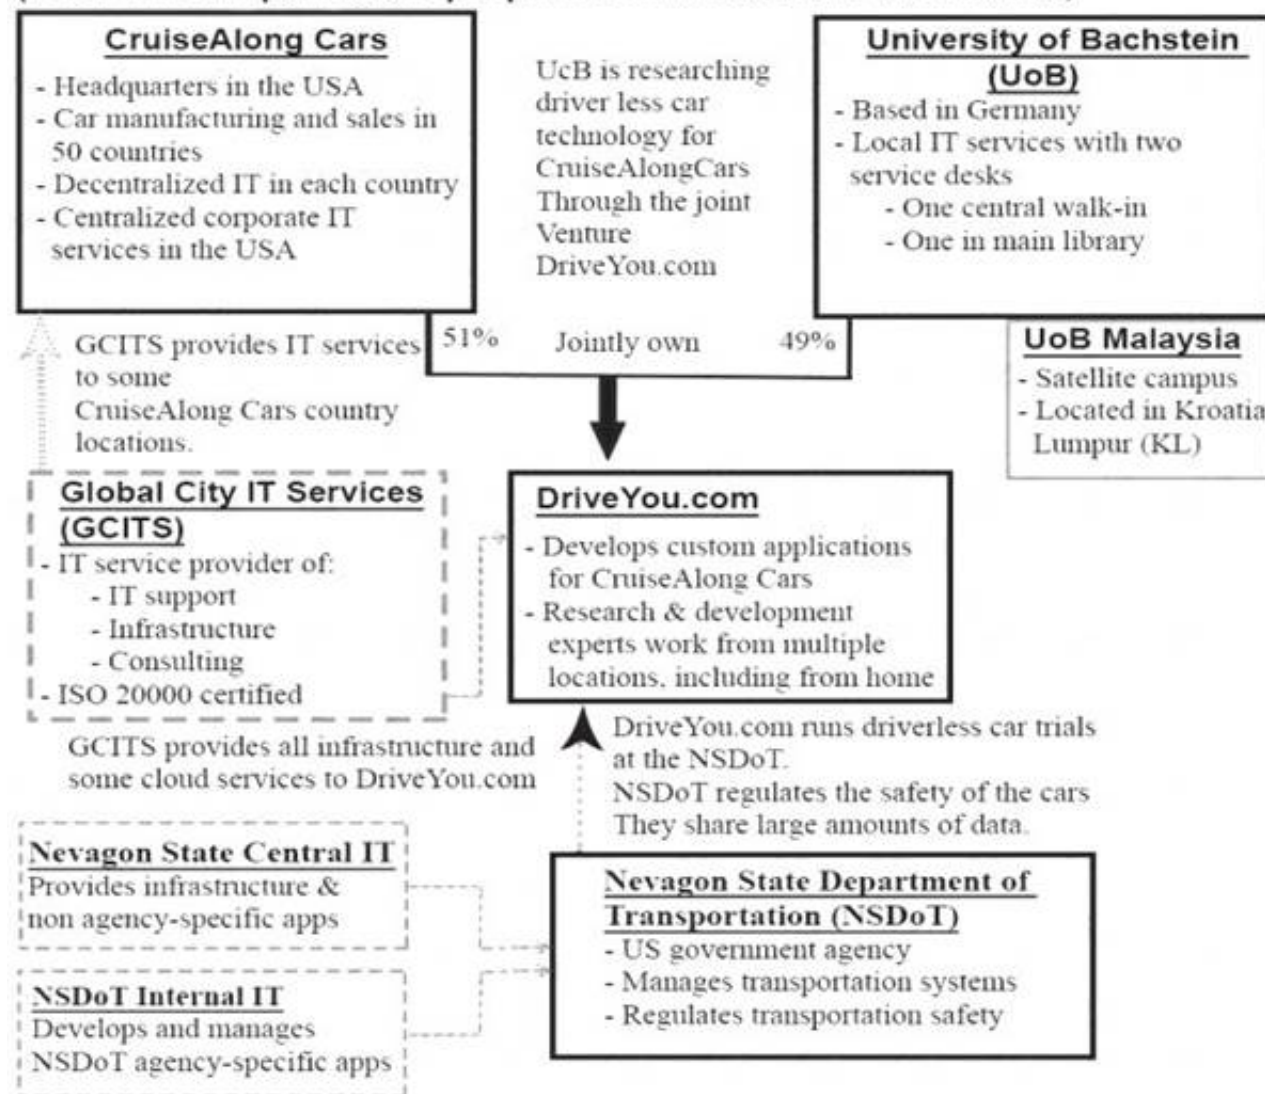 CruiseAlong Cars
- Headquarters in the USA
- Car manufacturing and sales in
50 countries
- Decentralized IT in each country
- Centralized corporate IT
services in the USA
UcB is researching
driver less car
technology for
CruiseAlongCars
Through the joint
Venture
DriveYou.com
University of Bachstein
(UoB)
- Based in Germany
- Local IT services with two
service desks
- One central walk-in
- One in main library
51% Jointly own 49%
UoB Malaysia
- Satellite campus
- Located in Kroatia
Lumpur (KL)
GCITS provides IT services
to some
CruiseAlong Cars country
locations.
Global City IT Services
(GCITS)
- IT service provider of:
- IT support
- Infrastructure
- Consulting
- ISO 20000 certified
DriveYou.com
- Develops custom applications
for CruiseAlong Cars
- Research & development
experts work from multiple
locations, including from home
GCITS provides all infrastructure and
some cloud services to DriveYou.com
DriveYou.com runs driverless car trials
at the NSDoT.
NSDoT regulates the safety of the cars
They share large amounts of data.
Nevagon State Central IT
Provides infrastructure &
non agency-specific apps
NSDoT Internal IT
Develops and manages
NSDoT agency-specific apps
Nevagon State Department of
Transportation (NSDoT)
- US government agency
- Manages transportation systems
- Regulates transportation safety